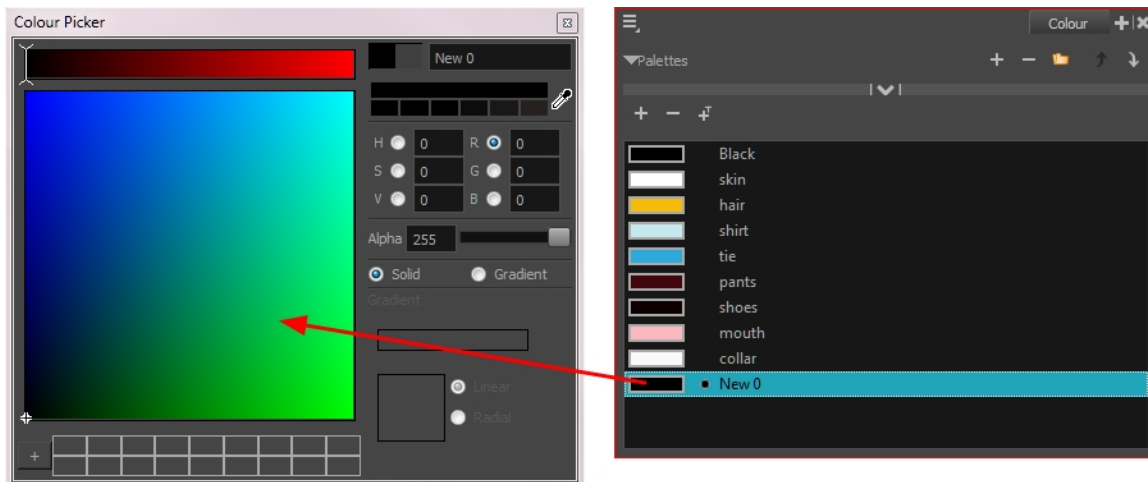 Colour Picker
New 0
H 0 R 0
S 0 G 0
V 0 B 0
Alpha 255
Solid Gradient
Gradient
Linear
Radial
Colour
Palettes
Black
skin
hair
shirt
tie
pants
shoes
mouth
collar
New 0